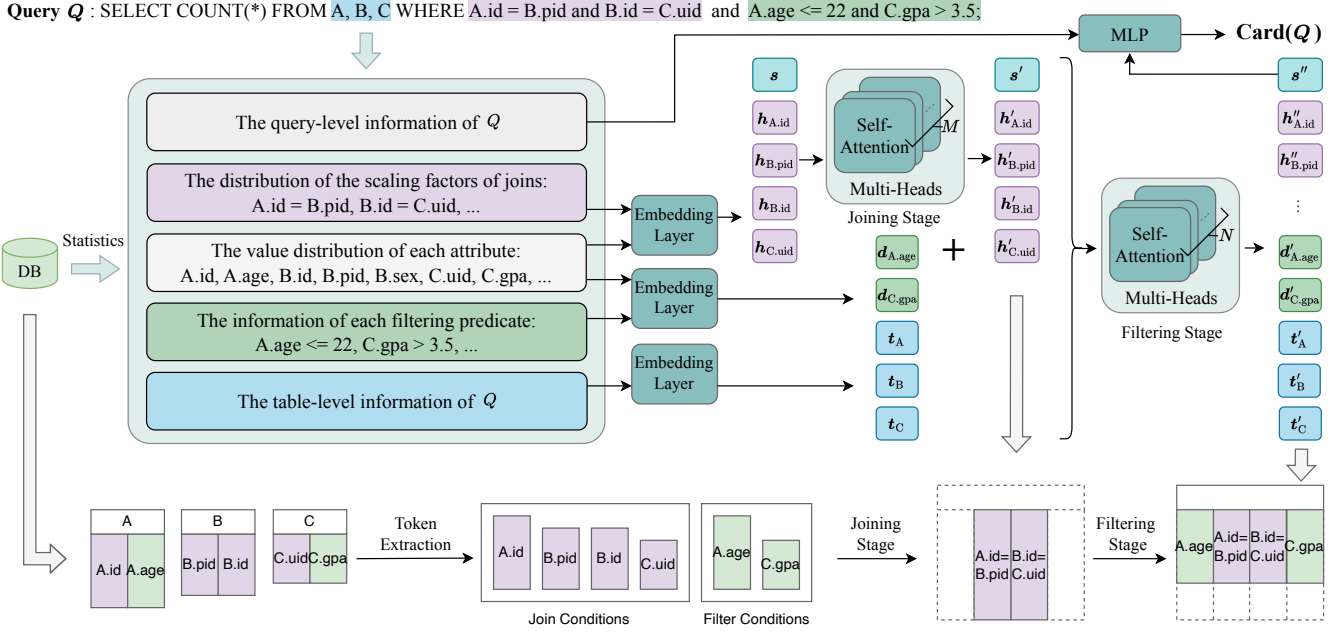 Query Q : SELECT COUNT(*) FROM A, B, C WHERE A.id = B.pid and B.id = C.uid and A.age <= 22 and C.gpa > 3.5;
MLP
Card(Q)
The query-level information of Q
The distribution of the scaling factors of joins:
A.id = B.pid, B.id = C.uid, ...
The value distribution of each attribute:
A.id, A.age, B.id, B.pid, B.sex, C.uid, C.gpa, ...
The information of each filtering predicate:
A.age <= 22, C.gpa > 3.5, ...
The table-level information of Q
DB
Statistics
Embedding
Layer
Embedding
Layer
Embedding
Layer
s
h_A.id
h_B.pid
h_B.id
h_C.uid
d_A.age
d_C.gpa
t_A
t_B
t_C
Self-
Attention
...
M
Multi-Heads
Joining Stage
s′
h′_A.id
h′_B.pid
h′_B.id
h′_C.uid
+
Self-
Attention
...
N
Multi-Heads
Filtering Stage
s″
h″_A.id
h″_B.pid
⋮
d′_A.age
d′_C.gpa
t′_A
t′_B
t′_C
A
A.id A.age
B
B.pid B.id
C
C.uid C.gpa
Token
Extraction
A.id
B.pid
B.id
C.uid
Join Conditions
A.age
C.gpa
Filter Conditions
Joining
Stage
A.id= B.id=
B.pid C.uid
Filtering
Stage
A.age
A.id= B.id=
B.pid C.uid
C.gpa